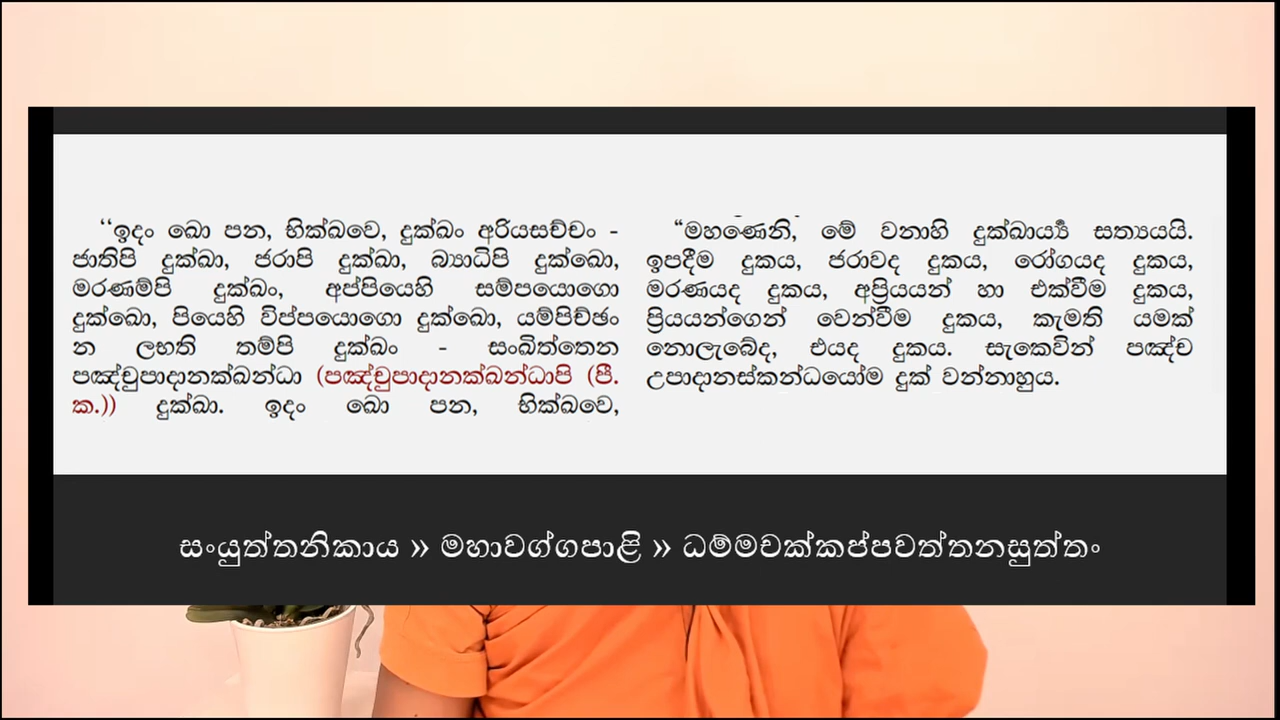 ‘‘ඉදං ඛො පන, භික්ඛවෙ, දුක්ඛං අරියසච්චං -
ජාතිපි දුක්ඛා, ජරාපි දුක්ඛා, බ්‍යාධිපි දුක්ඛො,
මරණම්පි දුක්ඛං, අප්පියෙහි සම්පයොගො
දුක්ඛො, පියෙහි විප්පයොගො දුක්ඛො, යම්පිච්ඡං
න ලභති තම්පි දුක්ඛං - සංඛිත්තෙන
පඤ්චුපාදානක්ඛන්ධා (පඤ්චුපාදානක්ඛන්ධාපි (පී.
ක.)) දුක්ඛා. ඉදං ඛො පන, භික්ඛවෙ,
“මහණෙනි, මේ වනාහි දුක්ඛාර්‍ය්‍ය සත්‍යයයි.
ඉපදීම දුකය, ජරාවද දුකය, රෝගයද දුකය,
මරණයද දුකය, අප්‍රියයන් හා එක්වීම දුකය,
ප්‍රියයන්ගෙන් වෙන්වීම දුකය, කැමති යමක්
නොලැබේද, එයද දුකය. සැකෙවින් පඤ්ච
උපාදානස්කන්ධයෝම දුක් වන්නාහුය.
සංයුත්තනිකාය » මහාවග්ගපාළි » ධම්මචක්කප්පවත්තනසුත්තං